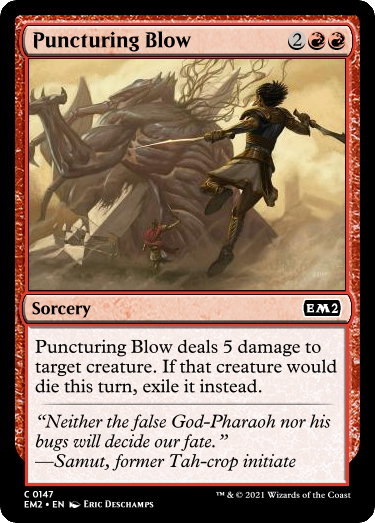 Puncturing Blow 2
Sorcery EM2
Puncturing Blow deals 5 damage to
target creature. If that creature would
die this turn, exile it instead.
“Neither the false God-Pharaoh nor his
bugs will decide our fate.”
—Samut, former Tah-crop initiate
C 0147
EM2 • EN Eric Deschamps
™ & © 2021 Wizards of the Coast